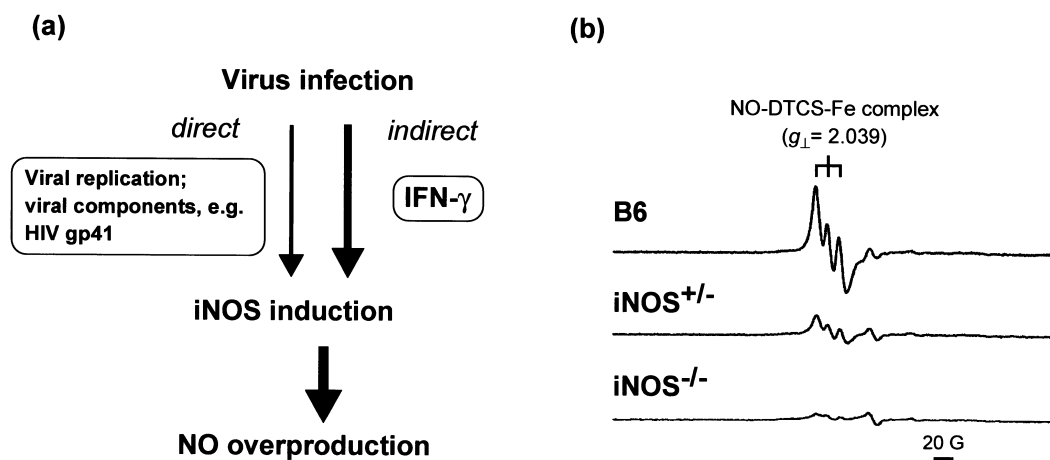 (a)
Virus infection
direct
indirect
Viral replication;
viral components, e.g.
HIV gp41
IFN-γ
iNOS induction
NO overproduction
(b)
NO-DTCS-Fe complex
(g⊥= 2.039)
B6
iNOS+/-
iNOS-/-
20 G